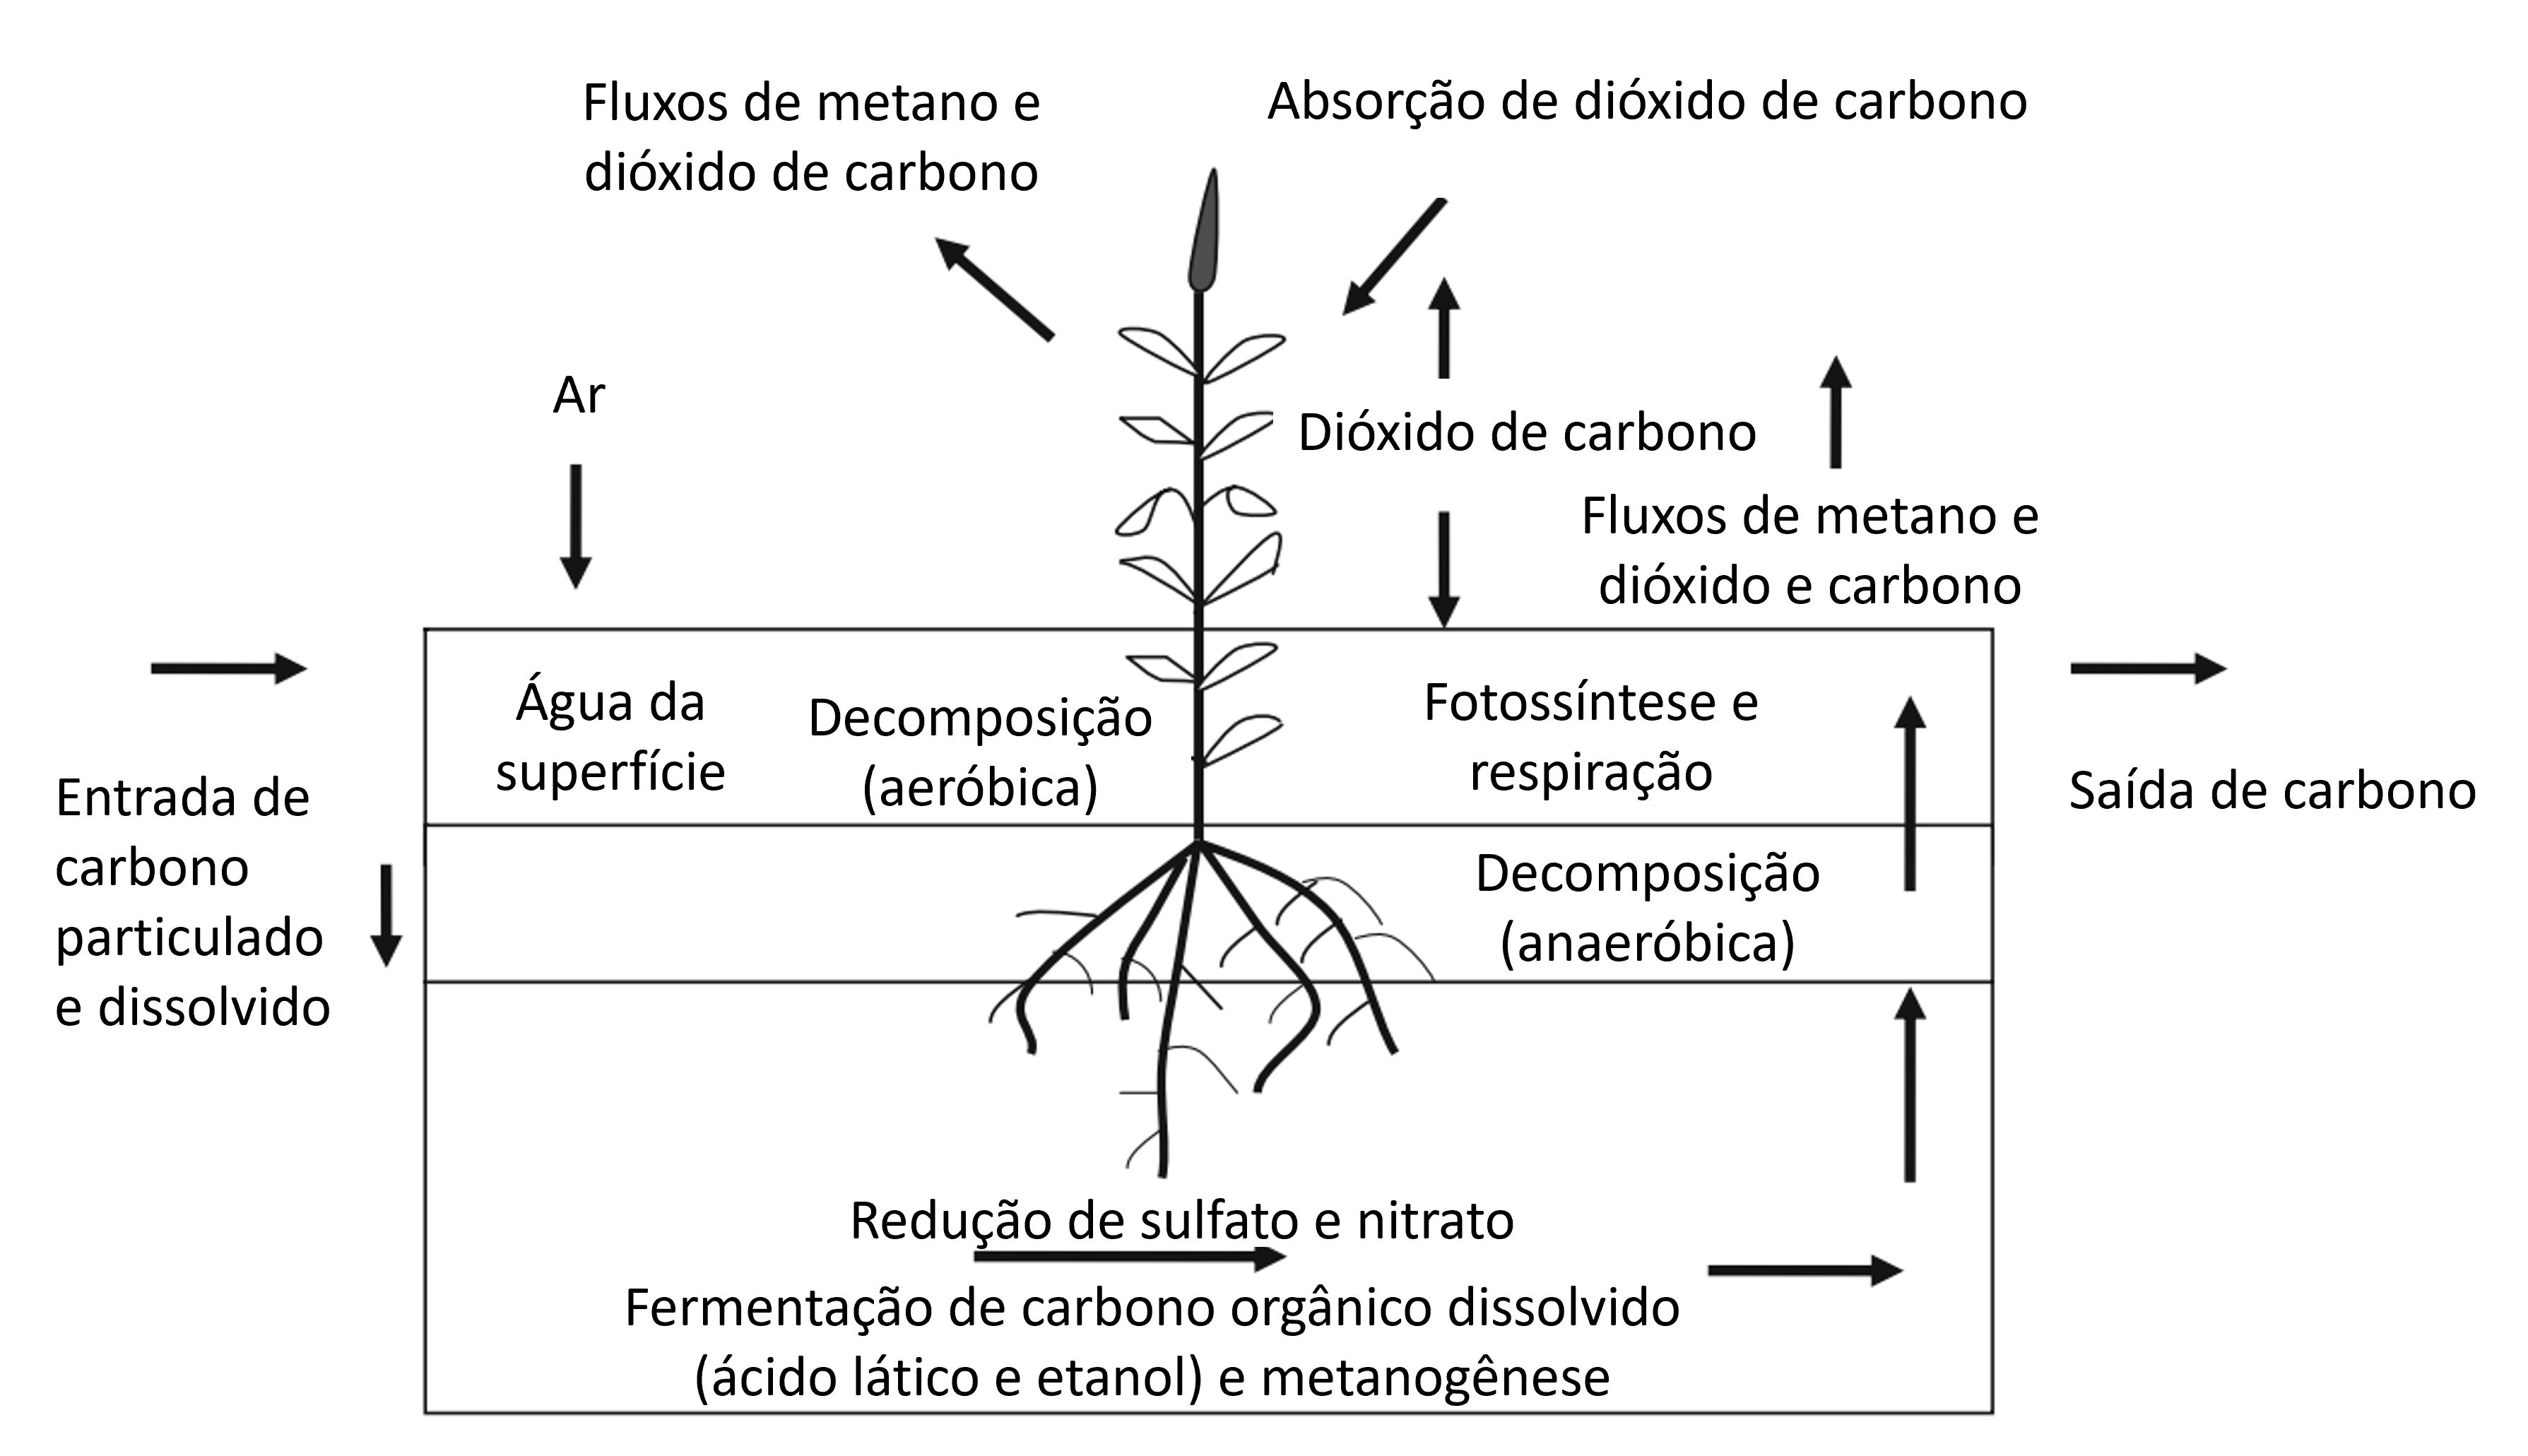 Fluxos de metano e
dióxido de carbono
Absorção de dióxido de carbono
Ar
Dióxido de carbono
Fluxos de metano e
dióxido e carbono
Água da
superfície
Decomposição
(aeróbica)
Fotossíntese e
respiração
Entrada de
carbono
particulado
e dissolvido
Saída de carbono
Decomposição
(anaeróbica)
Redução de sulfato e nitrato
Fermentação de carbono orgânico dissolvido
(ácido lático e etanol) e metanogênese